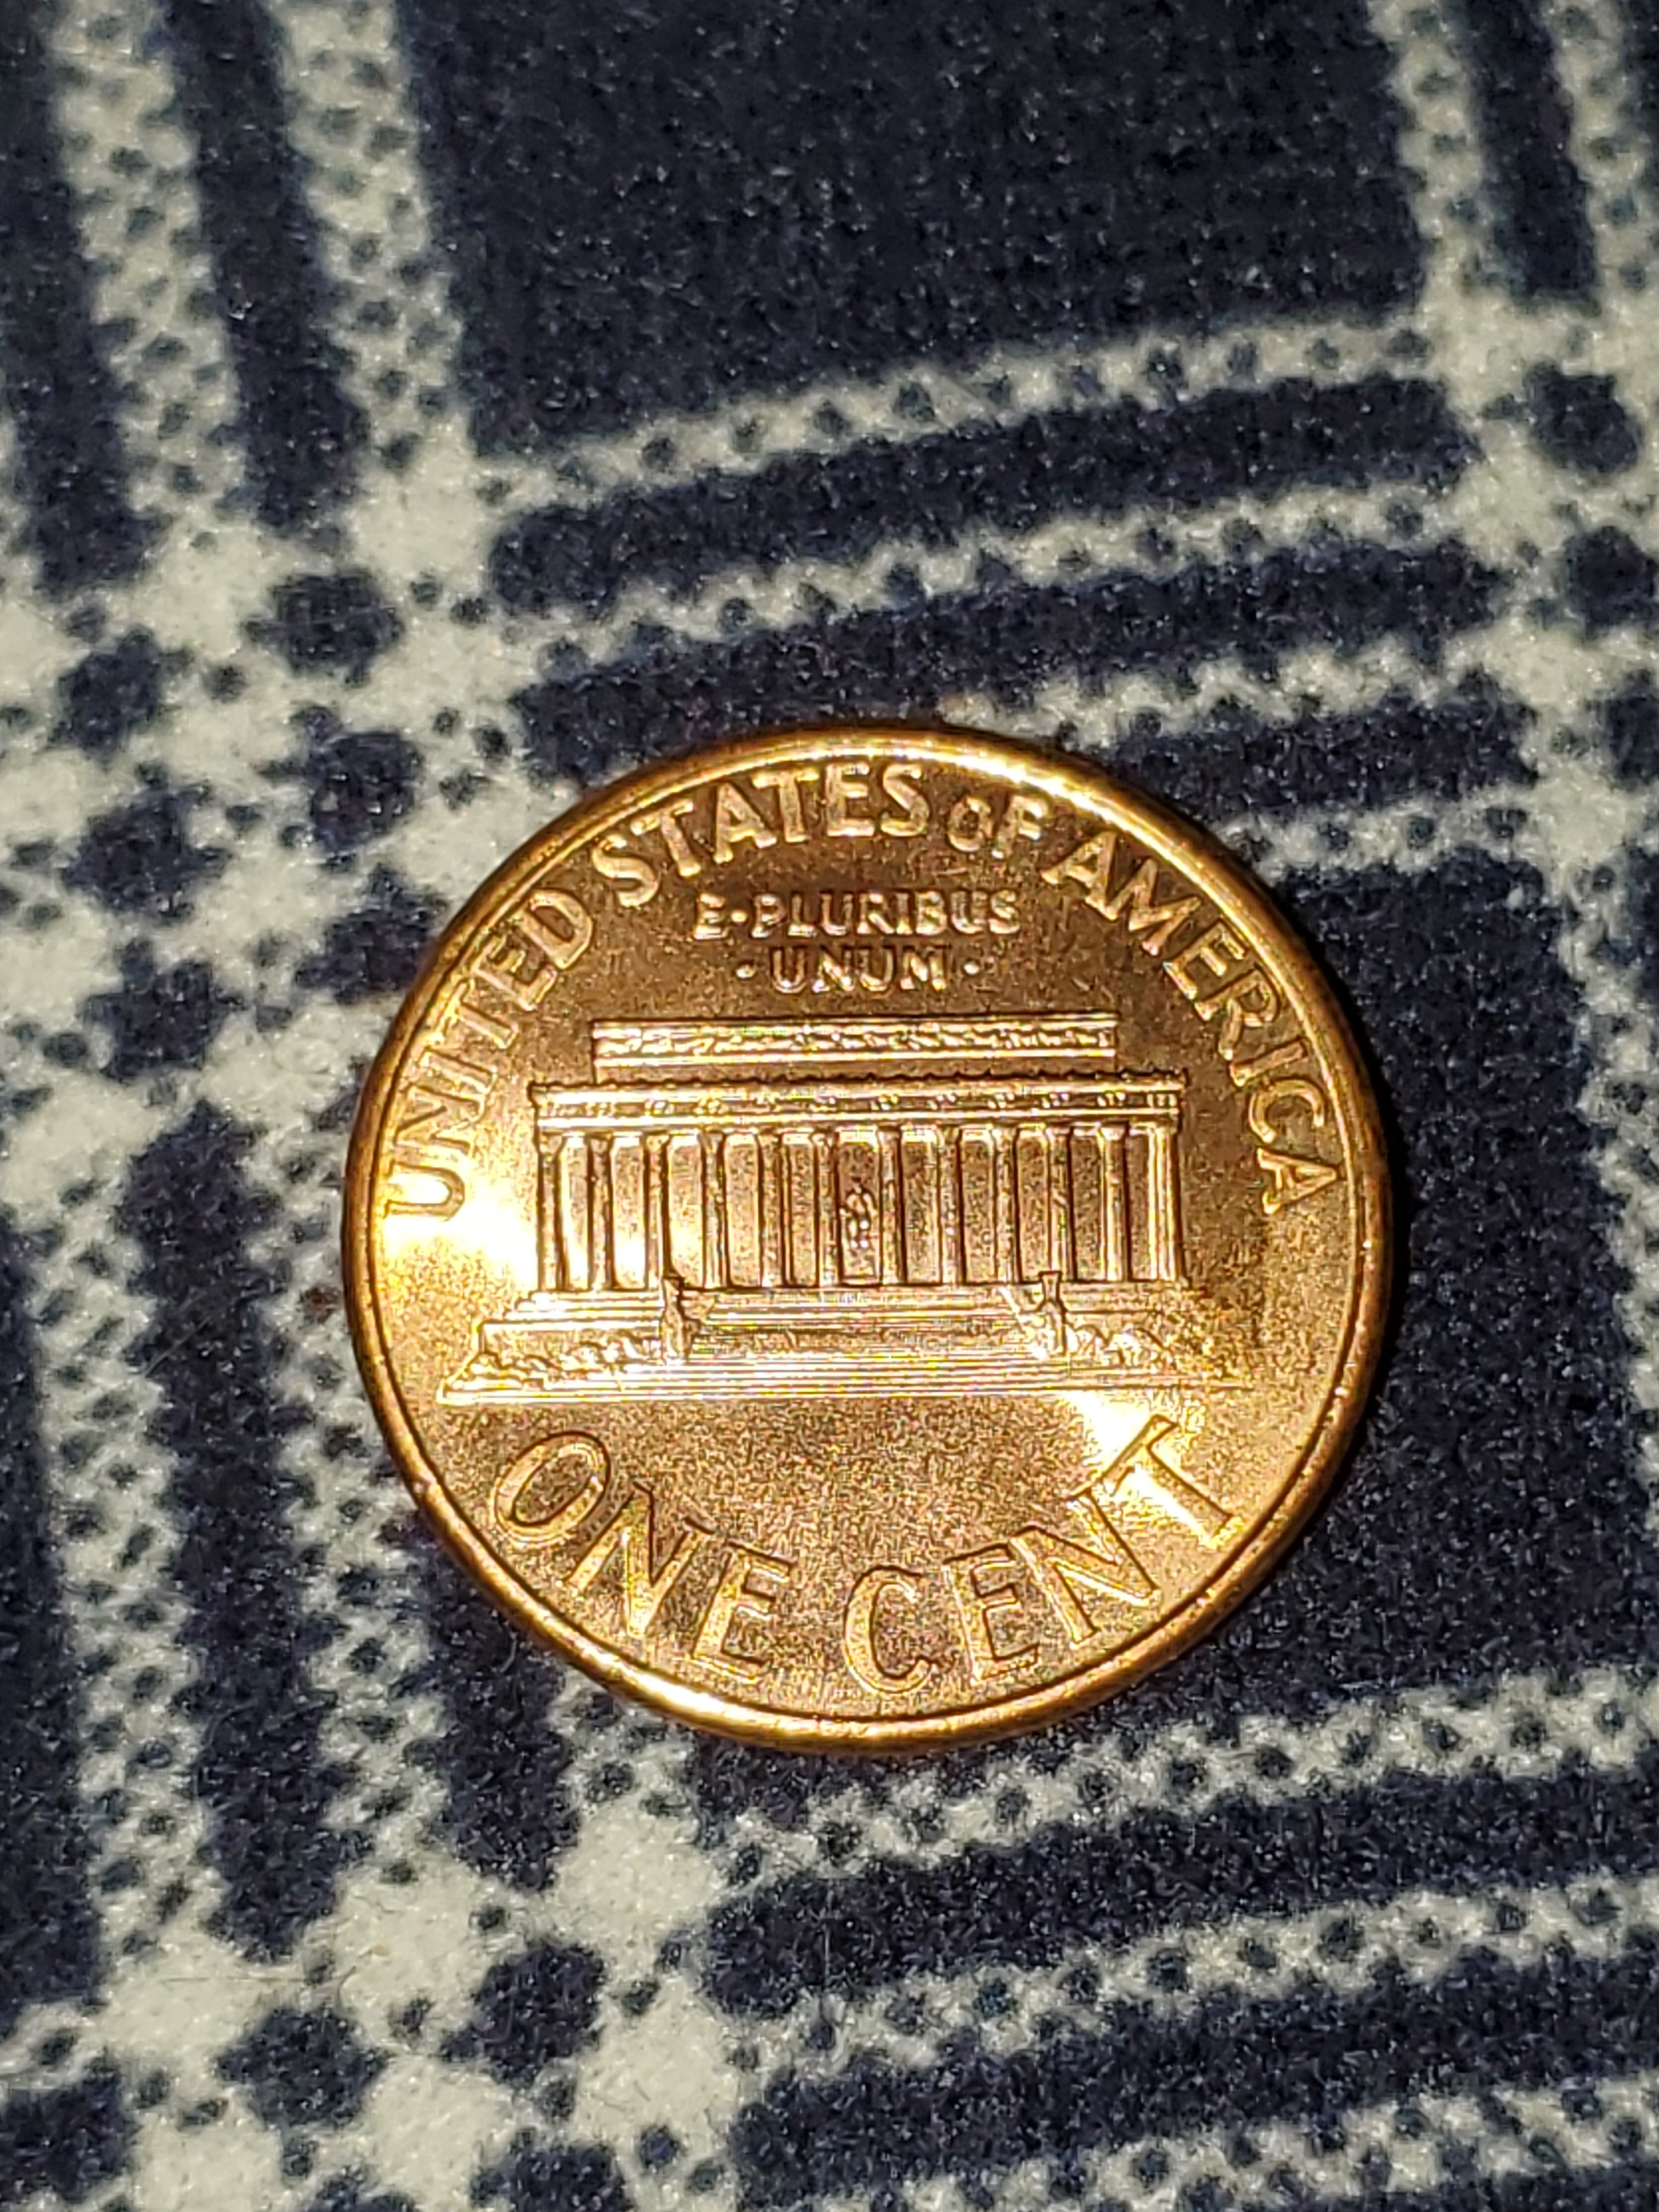 UNITED STATES OF AMERICA
E·PLURIBUS
·UNUM·
ONE CENT